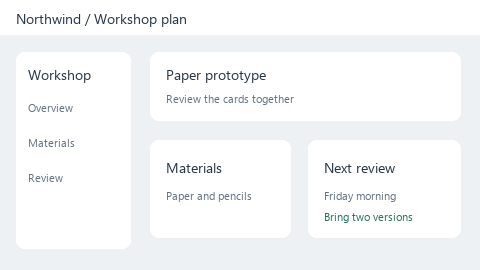 Northwind / Workshop plan
Workshop
Overview
Materials
Review
Paper prototype
Review the cards together
Materials
Paper and pencils
Next review
Friday morning
Bring two versions